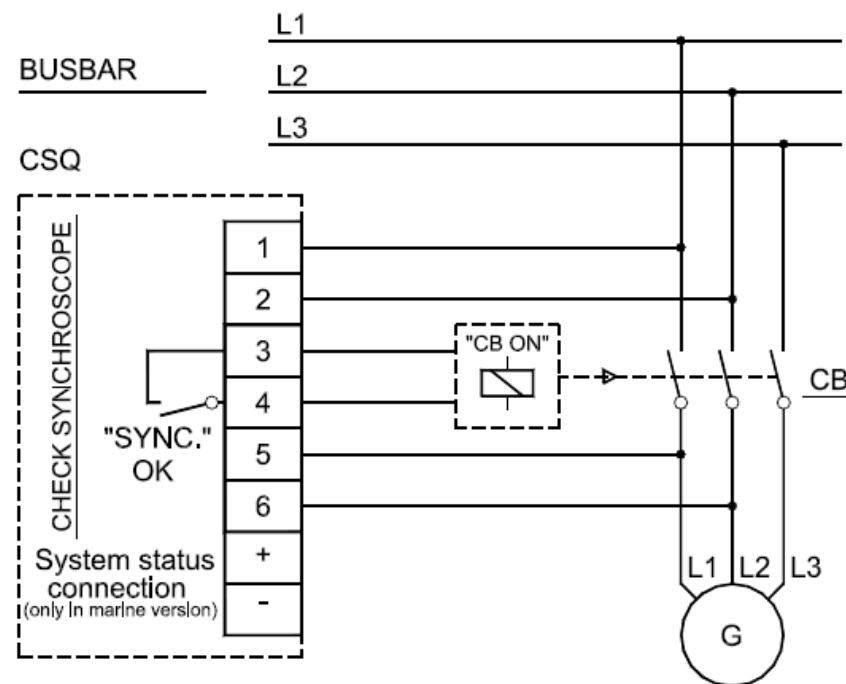 L1
BUSBAR
L2
L3
CSQ
CHECK SYNCHROSCOPE
1
2
3
"CB ON"
4
CB
"SYNC."
OK
5
6
System status
connection
(only in marine version)
+
-
L1 L2 L3
G